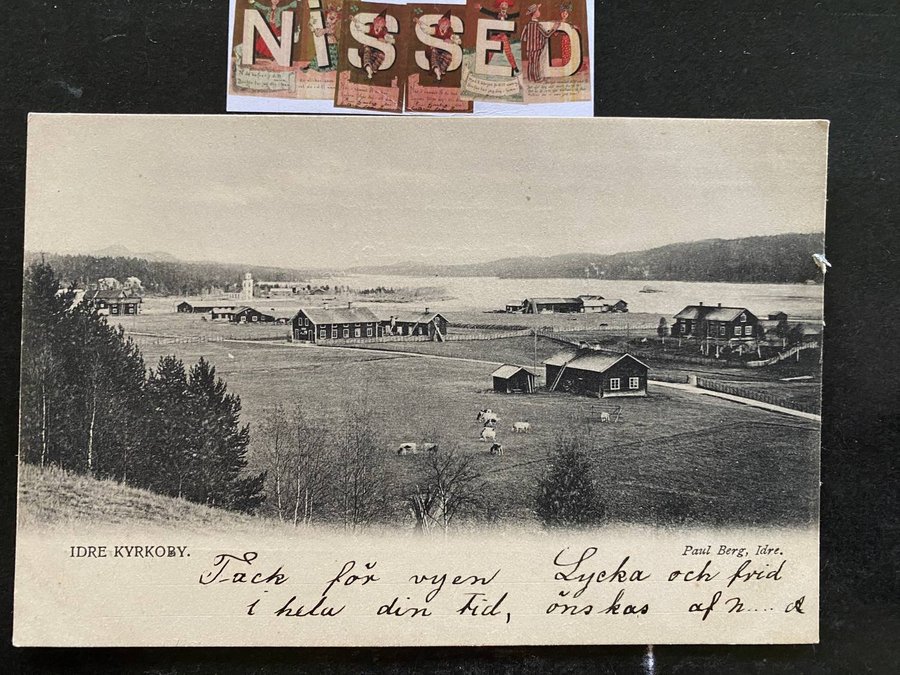 NiSSED
IDRE KYRKOBY.
Paul Berg, Idre.
Tack för vyen Lycka och frid
i hela din tid, önskas af N.... d